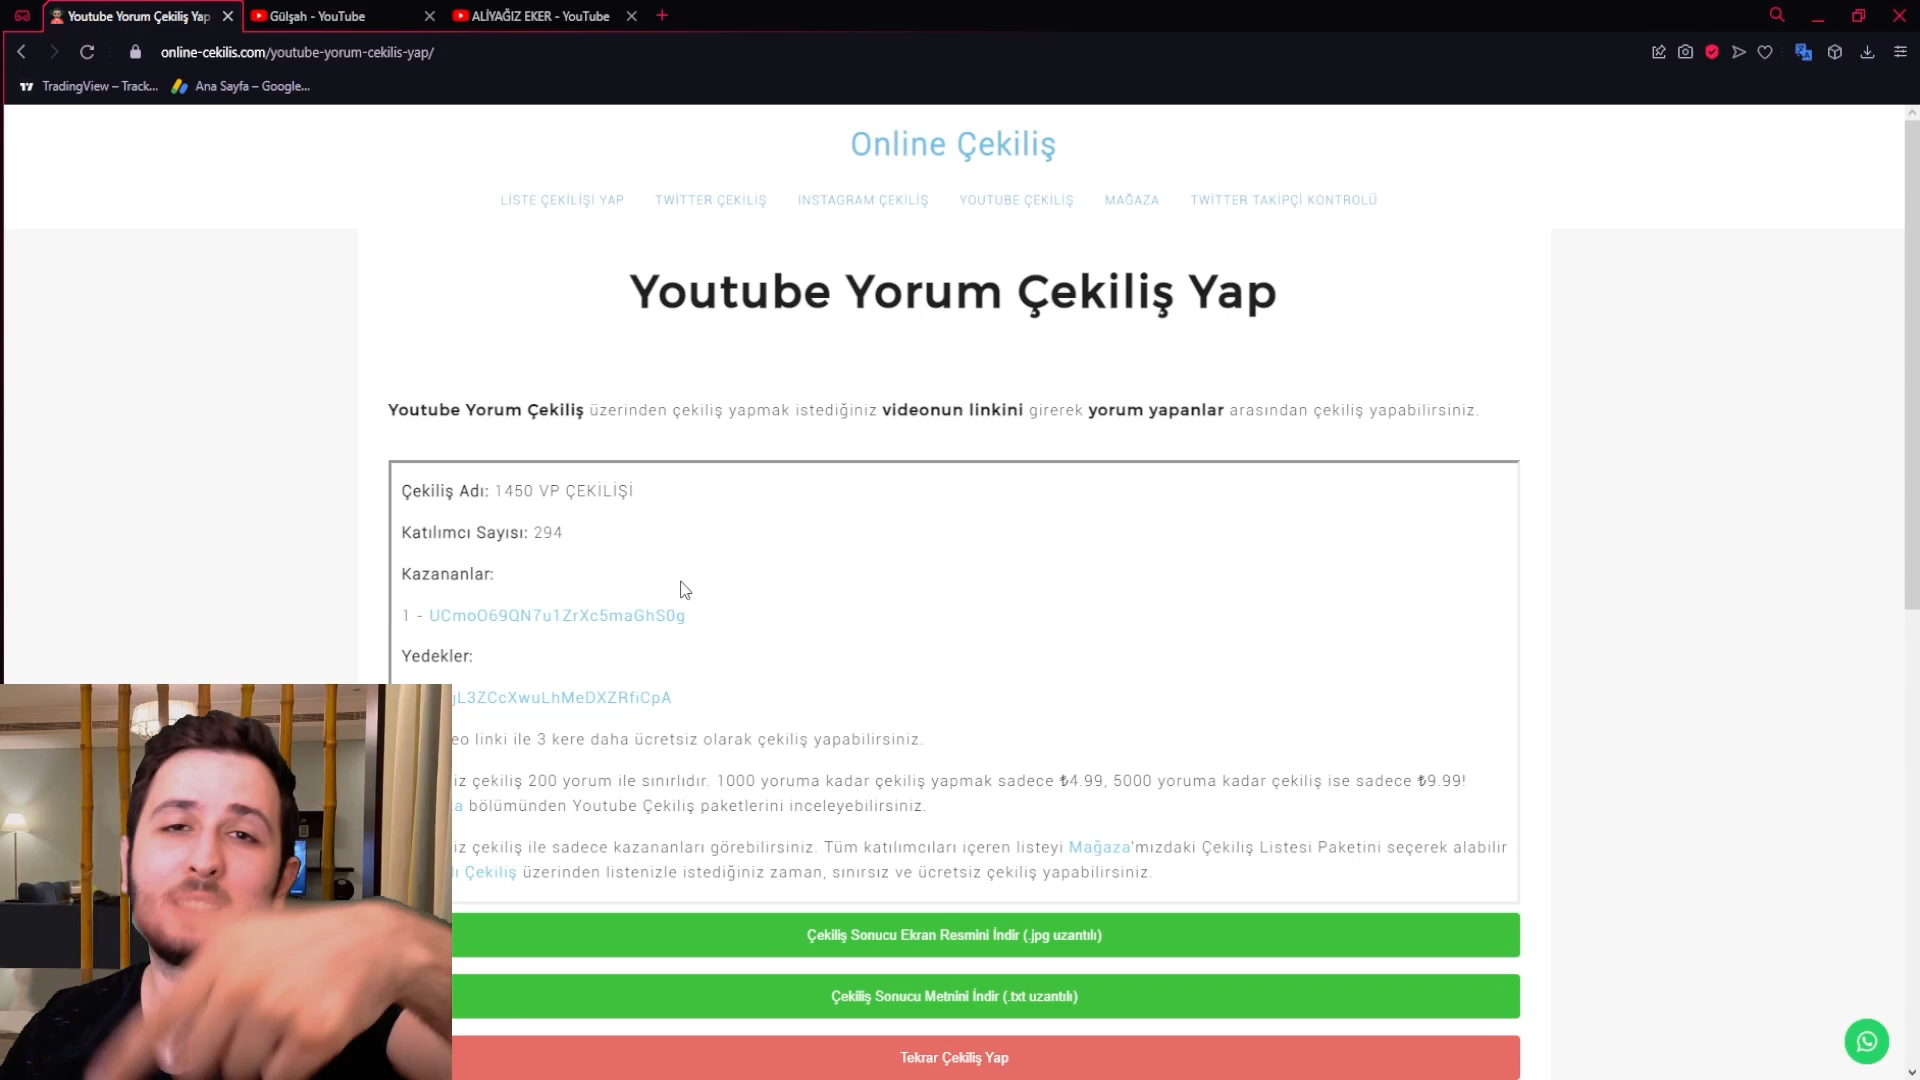 Youtube Yorum Çekiliş Yap
Gülşah - YouTube
ALİYAĞIZ EKER - YouTube
online-cekilis.com/youtube-yorum-cekilis-yap/
TradingView – Track...
Ana Sayfa – Google...
Online Çekiliş
LİSTE ÇEKİLİŞİ YAP
TWİTTER ÇEKİLİŞ
INSTAGRAM ÇEKİLİŞ
YOUTUBE ÇEKİLİŞ
MAĞAZA
TWİTTER TAKİPÇİ KONTROLÜ
Youtube Yorum Çekiliş Yap
Youtube Yorum Çekiliş üzerinden çekiliş yapmak istediğiniz videonun linkini girerek yorum yapanlar arasından çekiliş yapabilirsiniz.
Çekiliş Adı: 1450 VP ÇEKİLİŞİ
Katılımcı Sayısı: 294
Kazananlar:
1 - UCmoO69QN7u1ZrXc5maGhS0g
Yedekler:
jL3ZCcXwuLhMeDXZRfiCpA
eo linki ile 3 kere daha ücretsiz olarak çekiliş yapabilirsiniz.
iz çekiliş 200 yorum ile sınırlıdır. 1000 yoruma kadar çekiliş yapmak sadece ₺4.99, 5000 yoruma kadar çekiliş ise sadece ₺9.99!
a bölümünden Youtube Çekiliş paketlerini inceleyebilirsiniz.
iz çekiliş ile sadece kazananları görebilirsiniz. Tüm katılımcıları içeren listeyi Mağaza'mızdaki Çekiliş Listesi Paketini seçerek alabilir
lı Çekiliş üzerinden listenizle istediğiniz zaman, sınırsız ve ücretsiz çekiliş yapabilirsiniz.
Çekiliş Sonucu Ekran Resmini İndir (.jpg uzantılı)
Çekiliş Sonucu Metnini İndir (.txt uzantılı)
Tekrar Çekiliş Yap